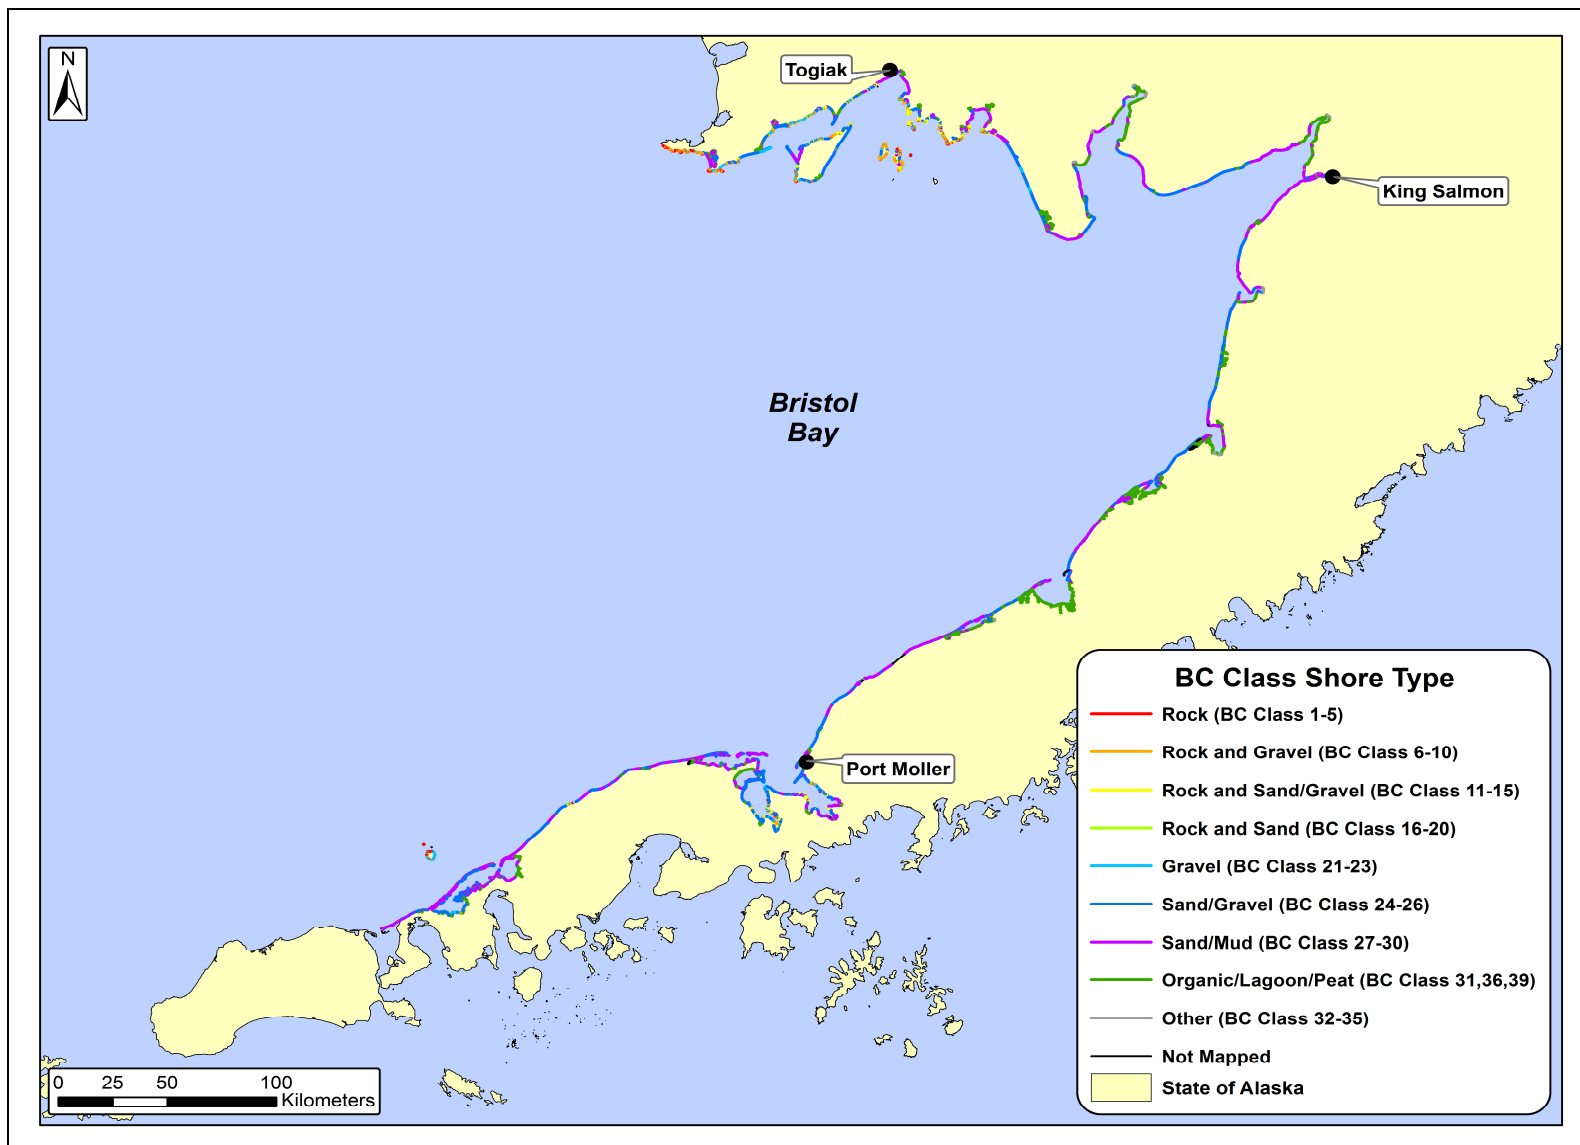 N
Togiak
King Salmon
Bristol
Bay
Port Moller
BC Class Shore Type
Rock (BC Class 1-5)
Rock and Gravel (BC Class 6-10)
Rock and Sand/Gravel (BC Class 11-15)
Rock and Sand (BC Class 16-20)
Gravel (BC Class 21-23)
Sand/Gravel (BC Class 24-26)
Sand/Mud (BC Class 27-30)
Organic/Lagoon/Peat (BC Class 31,36,39)
Other (BC Class 32-35)
Not Mapped
State of Alaska
0 25 50 100
Kilometers